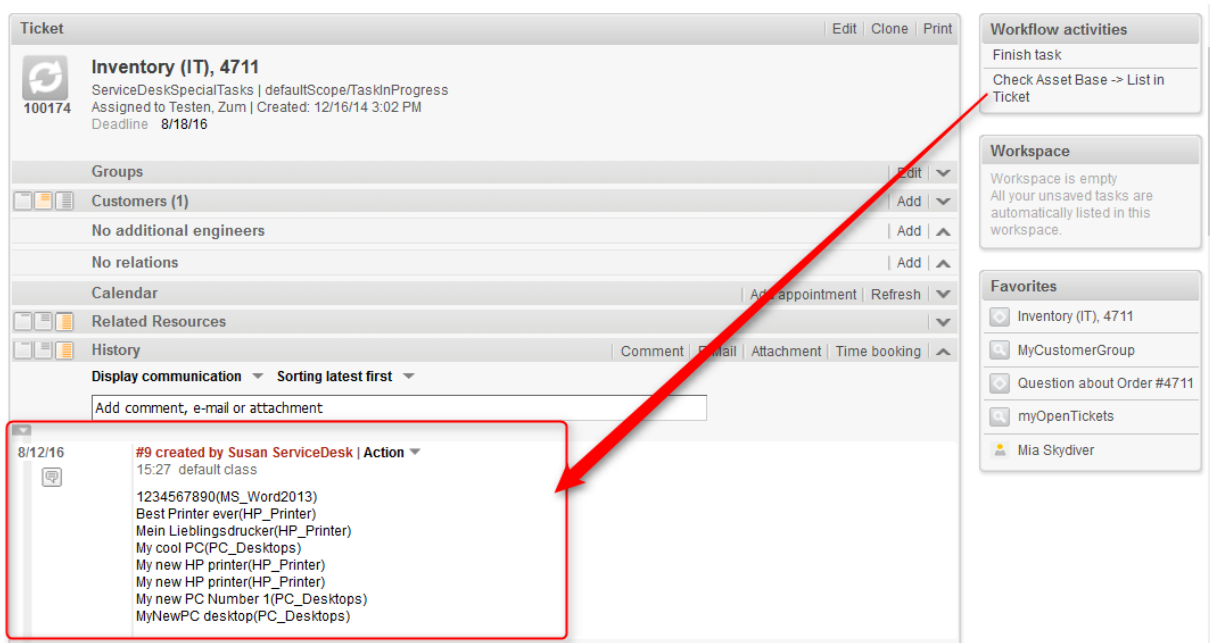 Ticket
Edit | Clone | Print
Inventory (IT), 4711
ServiceDeskSpecialTasks | defaultScope/TaskInProgress
100174
Assigned to Testen, Zum | Created: 12/16/14 3:02 PM
Deadline 8/18/16
Groups
Edit
Customers (1)
Add
No additional engineers
Add
No relations
Add
Calendar
Add appointment | Refresh
Related Resources
History
Comment | E-Mail | Attachment | Time booking
Display communication Sorting latest first
Add comment, e-mail or attachment
8/12/16
#9 created by Susan ServiceDesk | Action
15:27 default class
1234567890(MS_Word2013)
Best Printer ever(HP_Printer)
Mein Lieblingsdrucker(HP_Printer)
My cool PC(PC_Desktops)
My new HP printer(HP_Printer)
My new HP printer(HP_Printer)
My new PC Number 1(PC_Desktops)
MyNewPC desktop(PC_Desktops)
Workflow activities
Finish task
Check Asset Base -> List in
Ticket
Workspace
Workspace is empty
All your unsaved tasks are
automatically listed in this
workspace.
Favorites
Inventory (IT), 4711
MyCustomerGroup
Question about Order #4711
myOpenTickets
Mia Skydiver